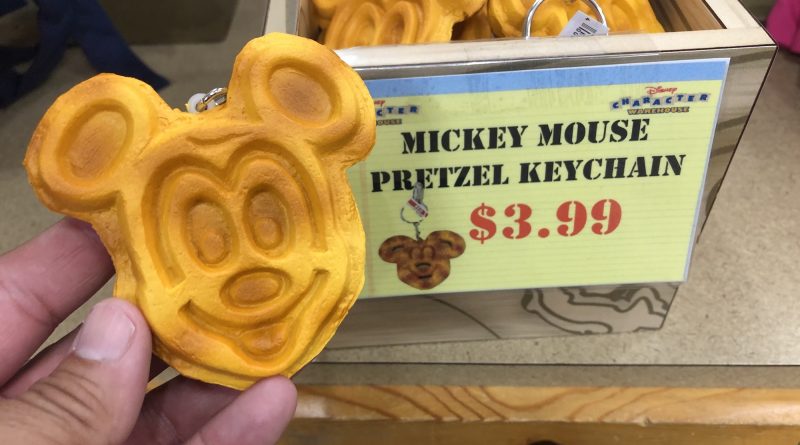 Disney
CHARACTER
WAREHOUSE
MICKEY MOUSE
PRETZEL KEYCHAIN
$3.99